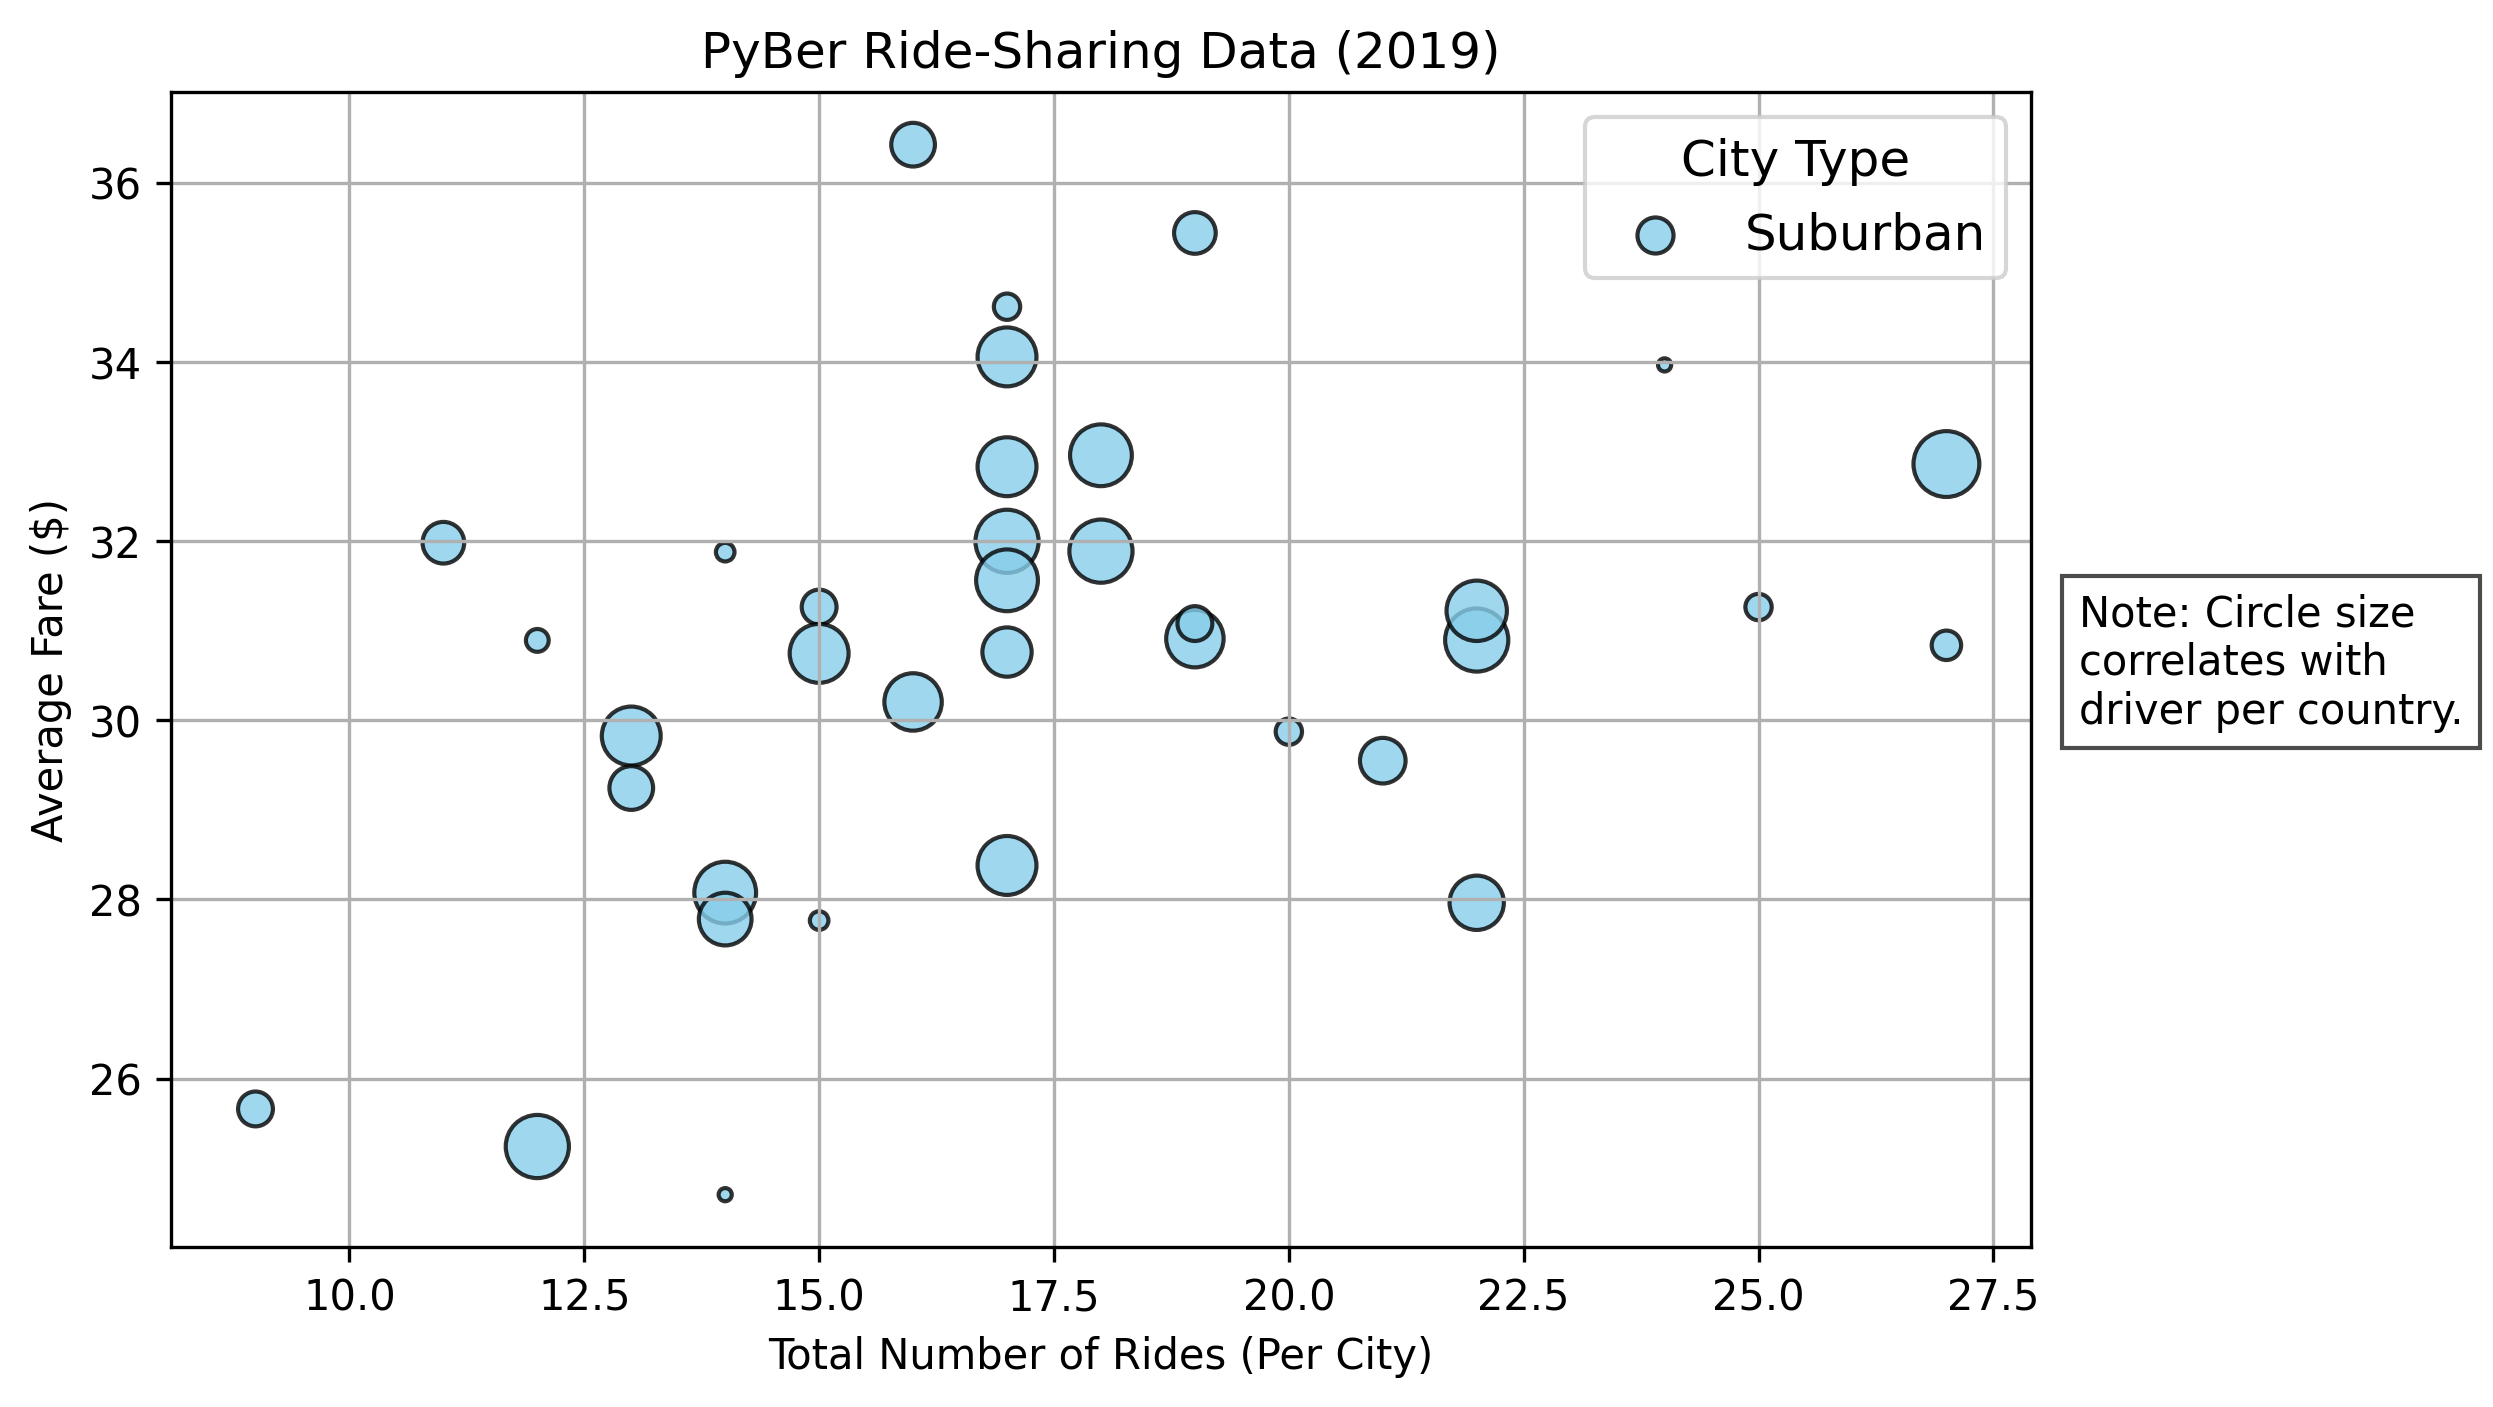 PyBer Ride-Sharing Data (2019)
City Type
Suburban
36
34
32
30
28
26
Average Fare ($)
10.0 12.5 15.0 17.5 20.0 22.5 25.0 27.5
Total Number of Rides (Per City)
Note: Circle size
correlates with
driver per country.